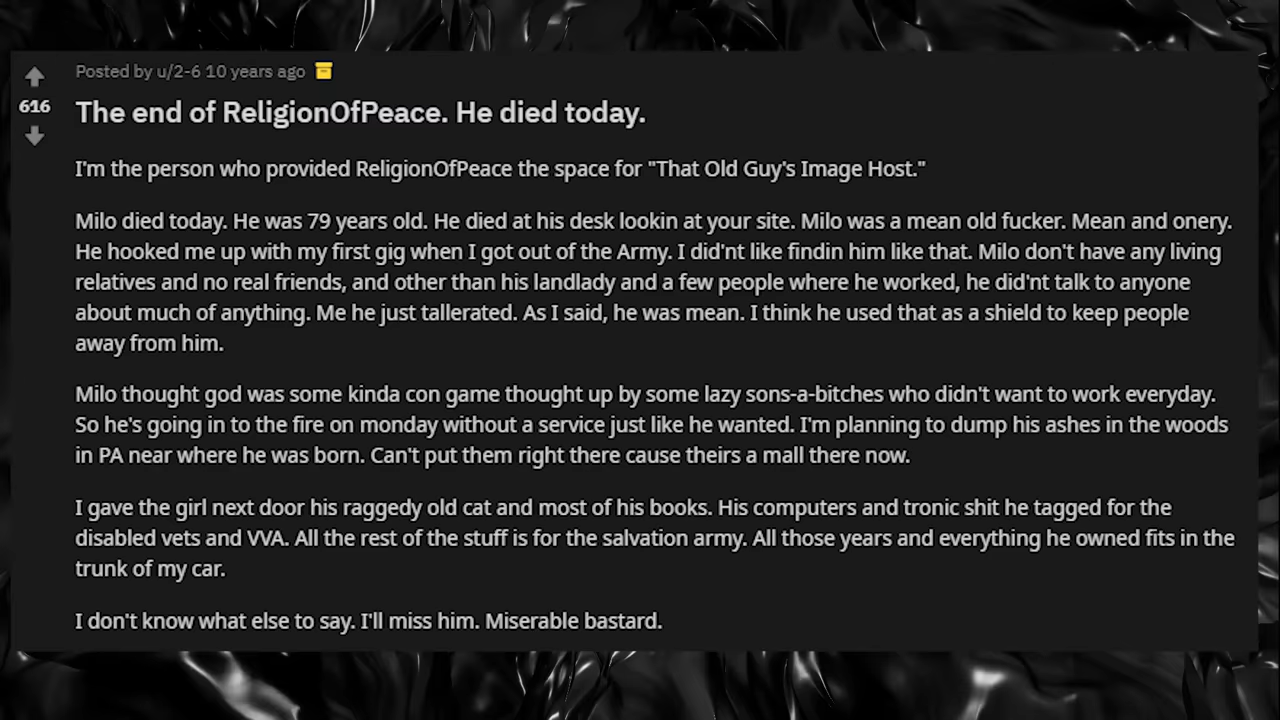 Posted by u/2-6 10 years ago
616
The end of ReligionOfPeace. He died today.
I'm the person who provided ReligionOfPeace the space for "That Old Guy's Image Host."
Milo died today. He was 79 years old. He died at his desk lookin at your site. Milo was a mean old fucker. Mean and onery.
He hooked me up with my first gig when I got out of the Army. I did'nt like findin him like that. Milo don't have any living
relatives and no real friends, and other than his landlady and a few people where he worked, he did'nt talk to anyone
about much of anything. Me he just tallerated. As I said, he was mean. I think he used that as a shield to keep people
away from him.
Milo thought god was some kinda con game thought up by some lazy sons-a-bitches who didn't want to work everyday.
So he's going in to the fire on monday without a service just like he wanted. I'm planning to dump his ashes in the woods
in PA near where he was born. Can't put them right there cause theirs a mall there now.
I gave the girl next door his raggedy old cat and most of his books. His computers and tronic shit he tagged for the
disabled vets and VVA. All the rest of the stuff is for the salvation army. All those years and everything he owned fits in the
trunk of my car.
I don't know what else to say. I'll miss him. Miserable bastard.